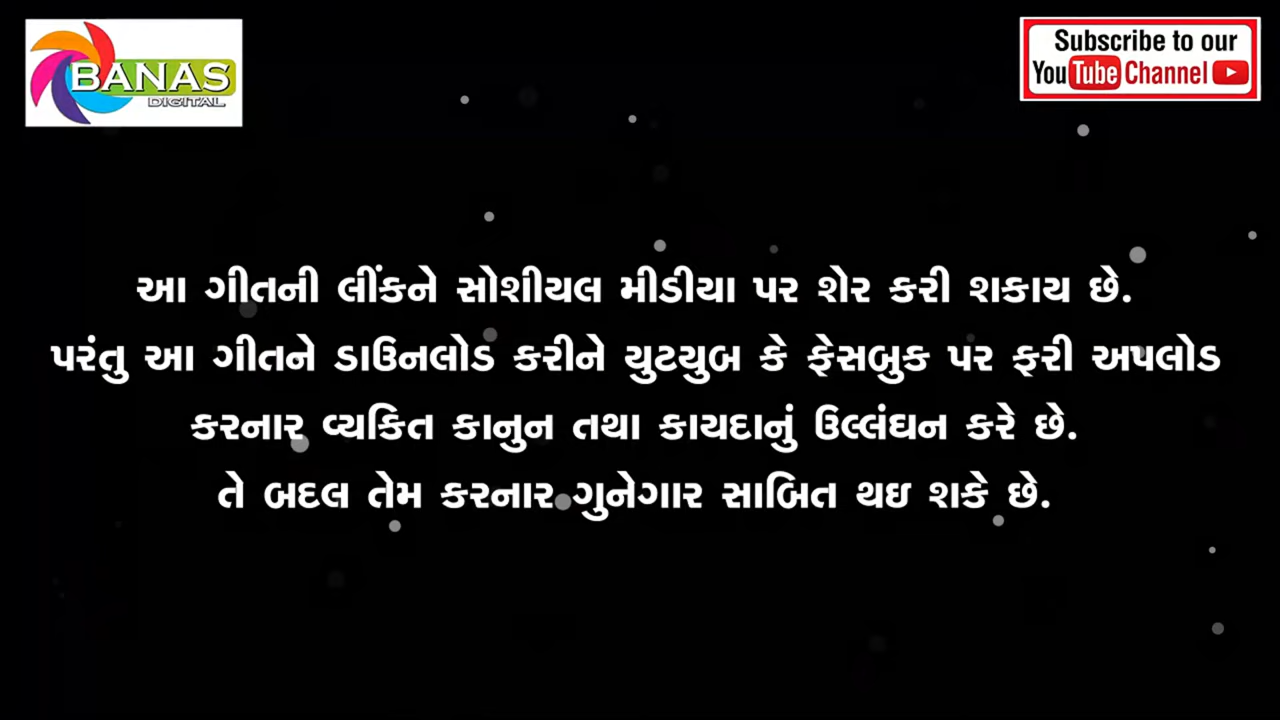 BANAS
DIGITAL
Subscribe to our
YouTube Channel
આ ગીતની લીંકને સોશીયલ મીડીયા પર શેર કરી શકાય છે.
પરંતુ આ ગીતને ડાઉનલોડ કરીને યુટયુબ કે ફેસબુક પર ફરી અપલોડ
કરનાર વ્યકિત કાનુન તથા કાયદાનું ઉલ્લંઘન કરે છે.
તે બદલ તેમ કરનાર ગુનેગાર સાબિત થઇ શકે છે.